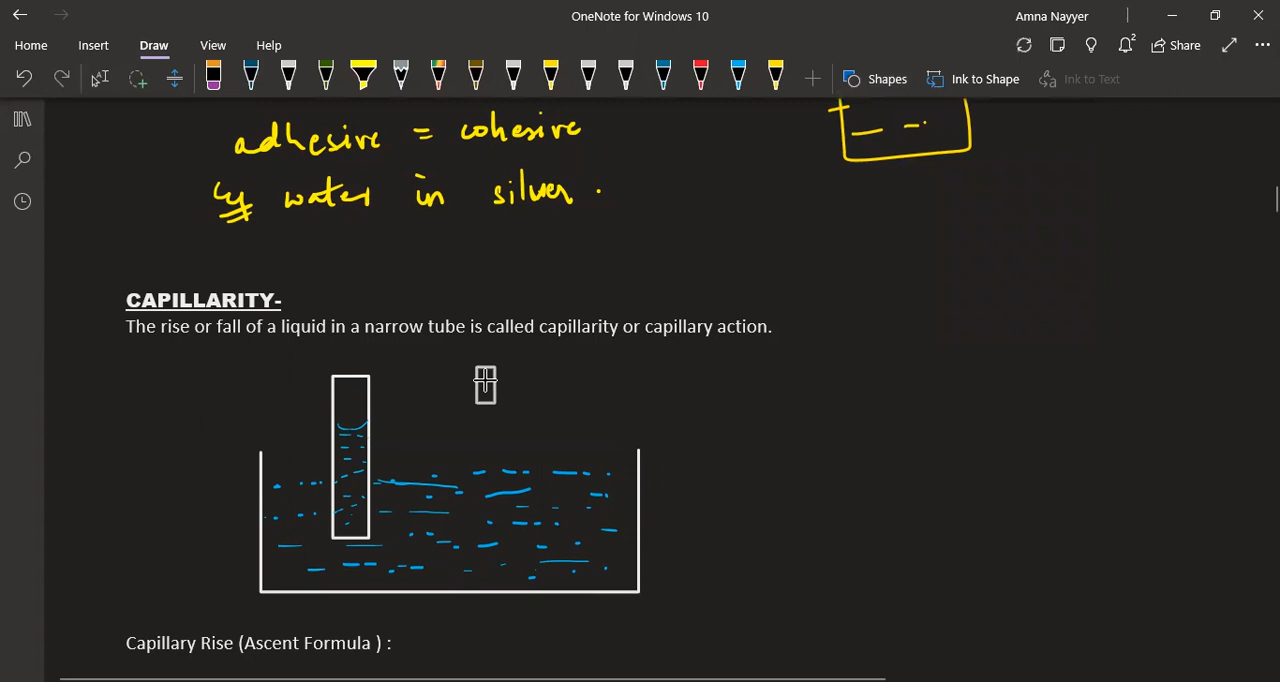 OneNote for Windows 10
Amna Nayyer
Home Insert Draw View Help
Share
Shapes Ink to Shape Ink to Text
adhesive = cohesive
eg water in silver.
CAPILLARITY-
The rise or fall of a liquid in a narrow tube is called capillarity or capillary action.
Capillary Rise (Ascent Formula ) :